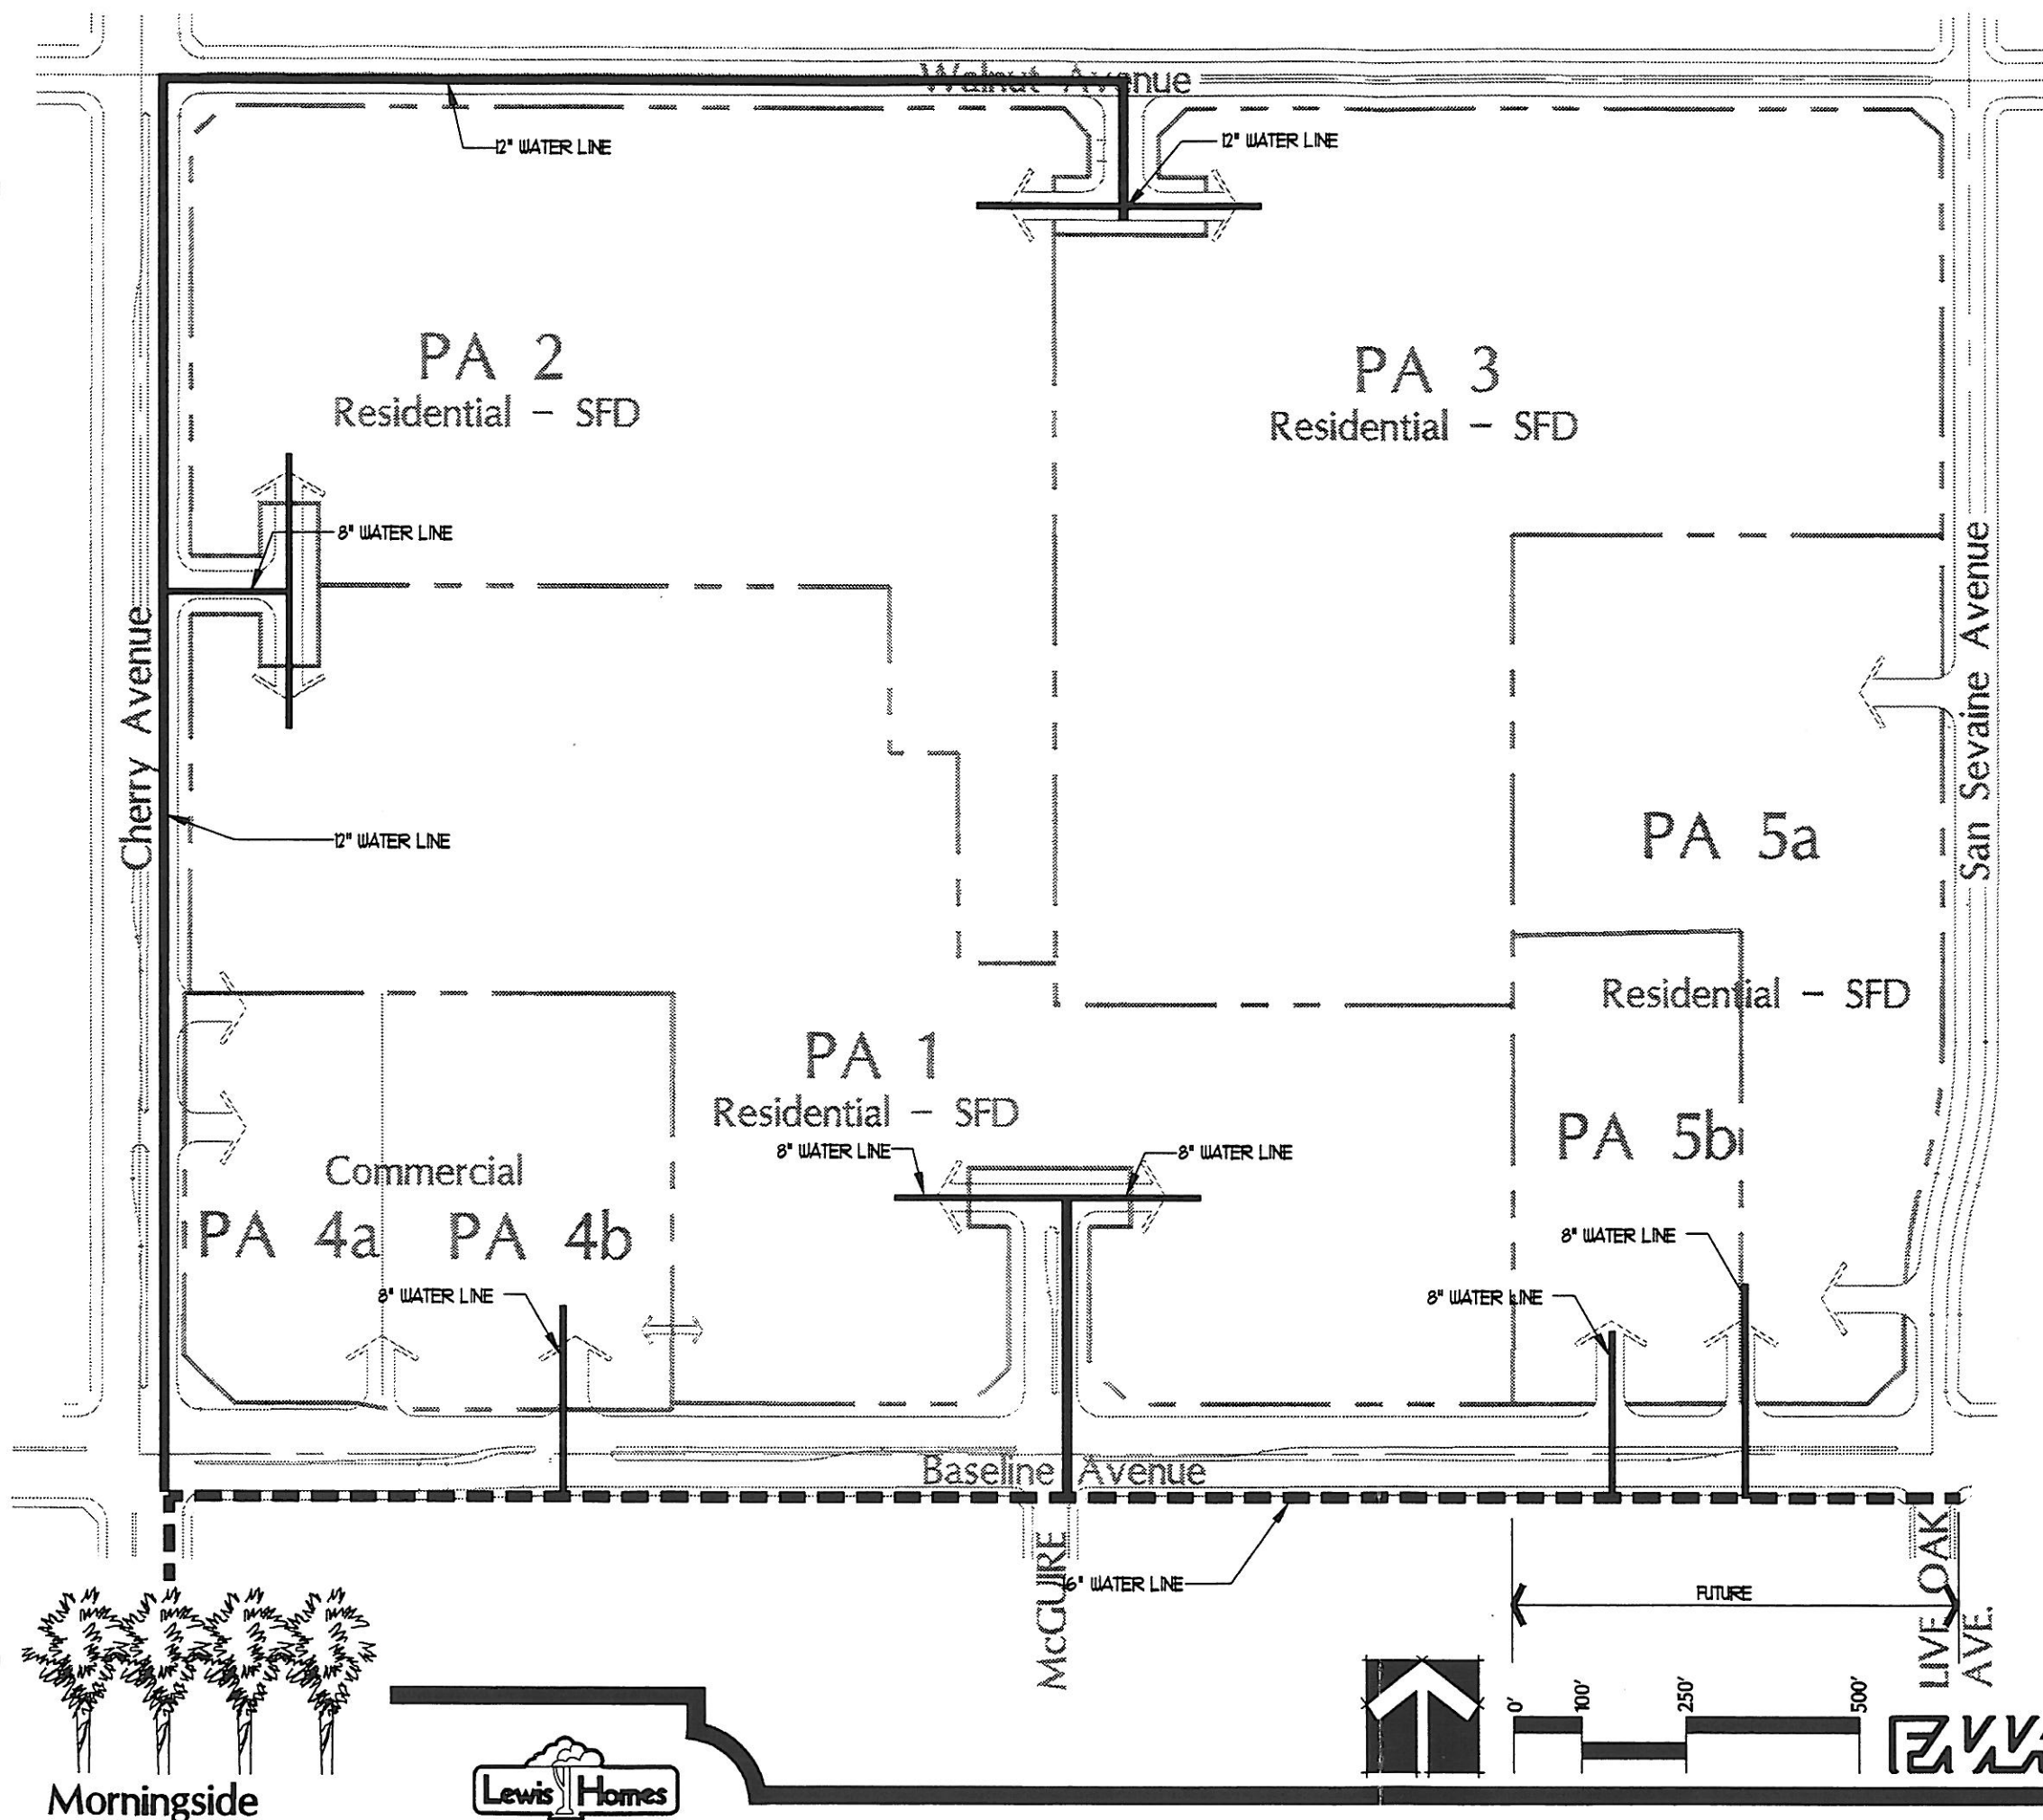 Walnut Avenue
12" WATER LINE
12" WATER LINE
PA 2
Residential – SFD
PA 3
Residential – SFD
8" WATER LINE
Cherry Avenue
San Sevaine Avenue
12" WATER LINE
PA 5a
Residential – SFD
PA 1
Residential – SFD
8" WATER LINE
8" WATER LINE
PA 5b
Commercial
PA 4a PA 4b
8" WATER LINE
8" WATER LINE
8" WATER LINE
Baseline Avenue
McGUIRE
6" WATER LINE
FUTURE
LIVE OAK
AVE.
0' 100' 250' 500'
Morningside
Lewis Homes